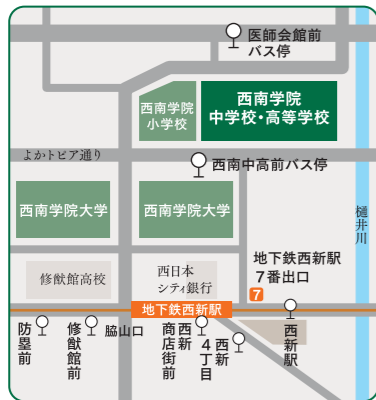 医師会館前
バス停
西南学院
小学校
西南学院
中学校・高等学校
よかトピア通り
西南中高前バス停
西南学院大学
西南学院大学
樋井川
地下鉄西新駅
7番出口
7
修猷館高校
西日本
シティ銀行
地下鉄西新駅
防塁前
修猷館前
脇山口
西新
商店街前
西新
4丁目
西新駅